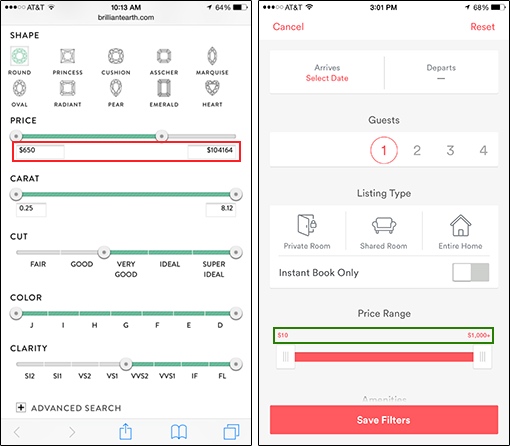 AT&T 10:13 AM 64%
brilliantearth.com
SHAPE
ROUND PRINCESS CUSHION ASSCHER MARQUISE
OVAL RADIANT PEAR EMERALD HEART
PRICE
$650 $104164
CARAT
0.25 8.12
CUT
FAIR GOOD VERY GOOD IDEAL SUPER IDEAL
COLOR
J I H G F E D
CLARITY
SI2 SI1 VS2 VS1 VVS2 VVS1 IF FL
ADVANCED SEARCH
AT&T 3:01 PM 68%
Cancel Reset
Arrives Departs
Select Date —
Guests
1 2 3 4
Listing Type
Private Room Shared Room Entire Home
Instant Book Only
Price Range
$10 $1,000+
Amenities
Save Filters